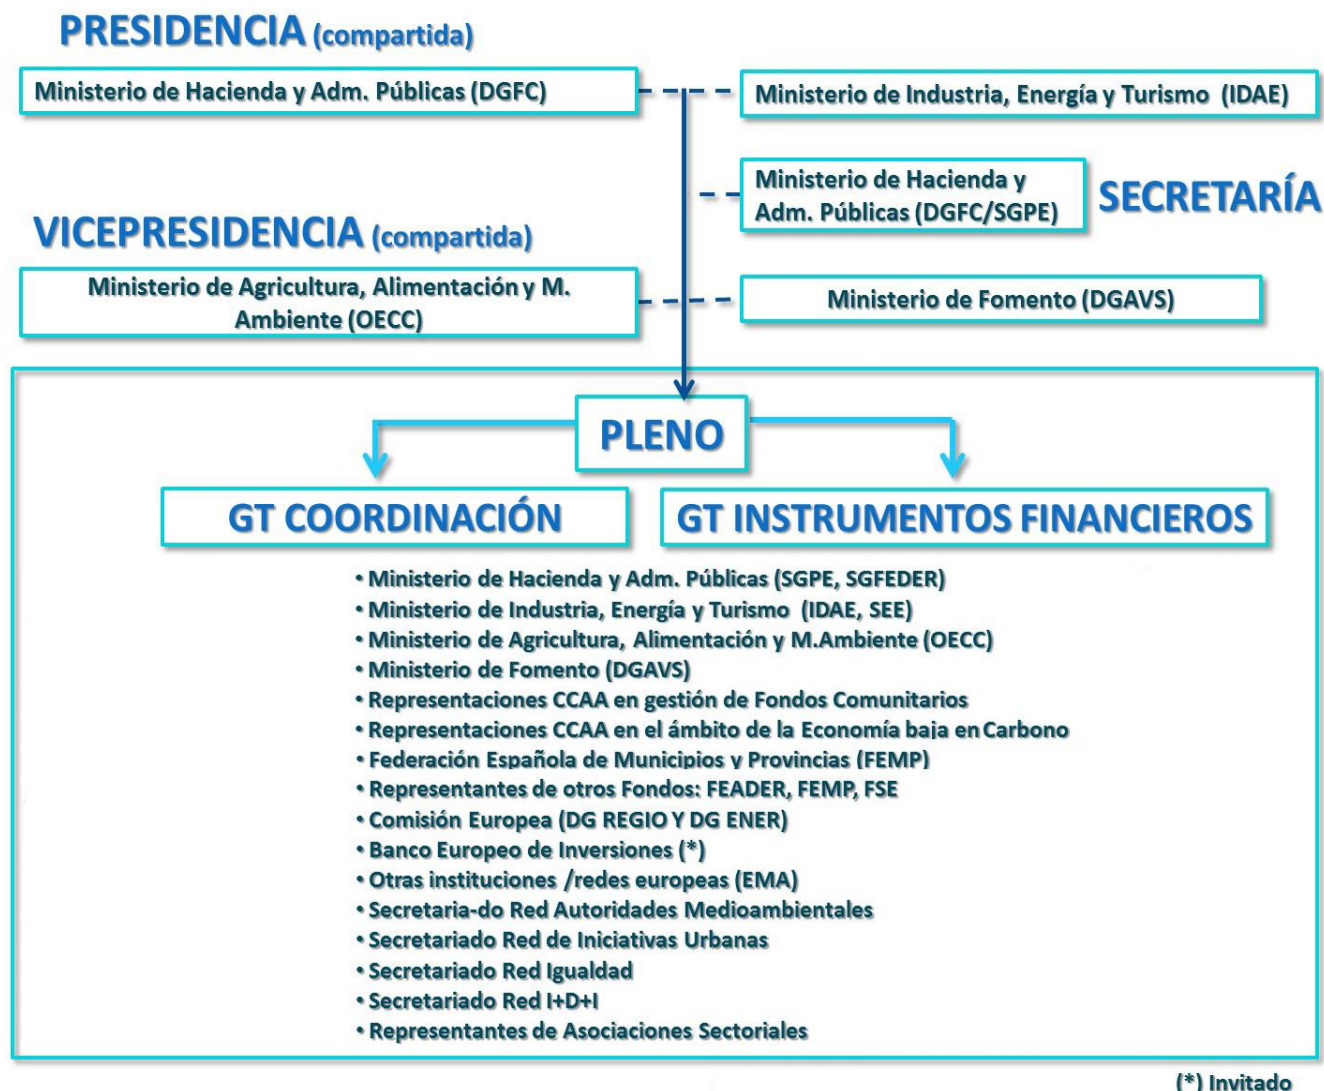 PRESIDENCIA (compartida)
Ministerio de Hacienda y Adm. Públicas (DGFC)
Ministerio de Industria, Energía y Turismo (IDAE)
Ministerio de Hacienda y
Adm. Públicas (DGFC/SGPE)
SECRETARÍA
VICEPRESIDENCIA (compartida)
Ministerio de Agricultura, Alimentación y M.
Ambiente (OECC)
Ministerio de Fomento (DGAVS)
PLENO
GT COORDINACIÓN
GT INSTRUMENTOS FINANCIEROS
• Ministerio de Hacienda y Adm. Públicas (SGPE, SGFEDER)
• Ministerio de Industria, Energía y Turismo (IDAE, SEE)
• Ministerio de Agricultura, Alimentación y M.Ambiente (OECC)
• Ministerio de Fomento (DGAVS)
• Representaciones CCAA en gestión de Fondos Comunitarios
• Representaciones CCAA en el ámbito de la Economía baja en Carbono
• Federación Española de Municipios y Provincias (FEMP)
• Representantes de otros Fondos: FEADER, FEMP, FSE
• Comisión Europea (DG REGIO Y DG ENER)
• Banco Europeo de Inversiones (*)
• Otras instituciones /redes europeas (EMA)
• Secretaria-do Red Autoridades Medioambientales
• Secretariado Red de Iniciativas Urbanas
• Secretariado Red Igualdad
• Secretariado Red I+D+I
• Representantes de Asociaciones Sectoriales
(*) Invitado